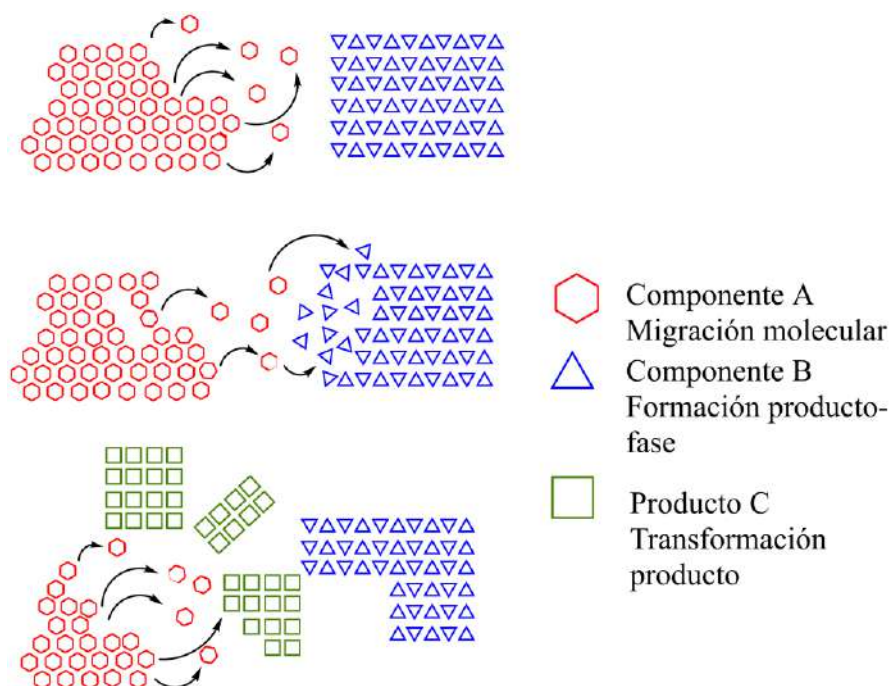 Componente A
Migración molecular
Componente B
Formación producto-
fase
Producto C
Transformación
producto